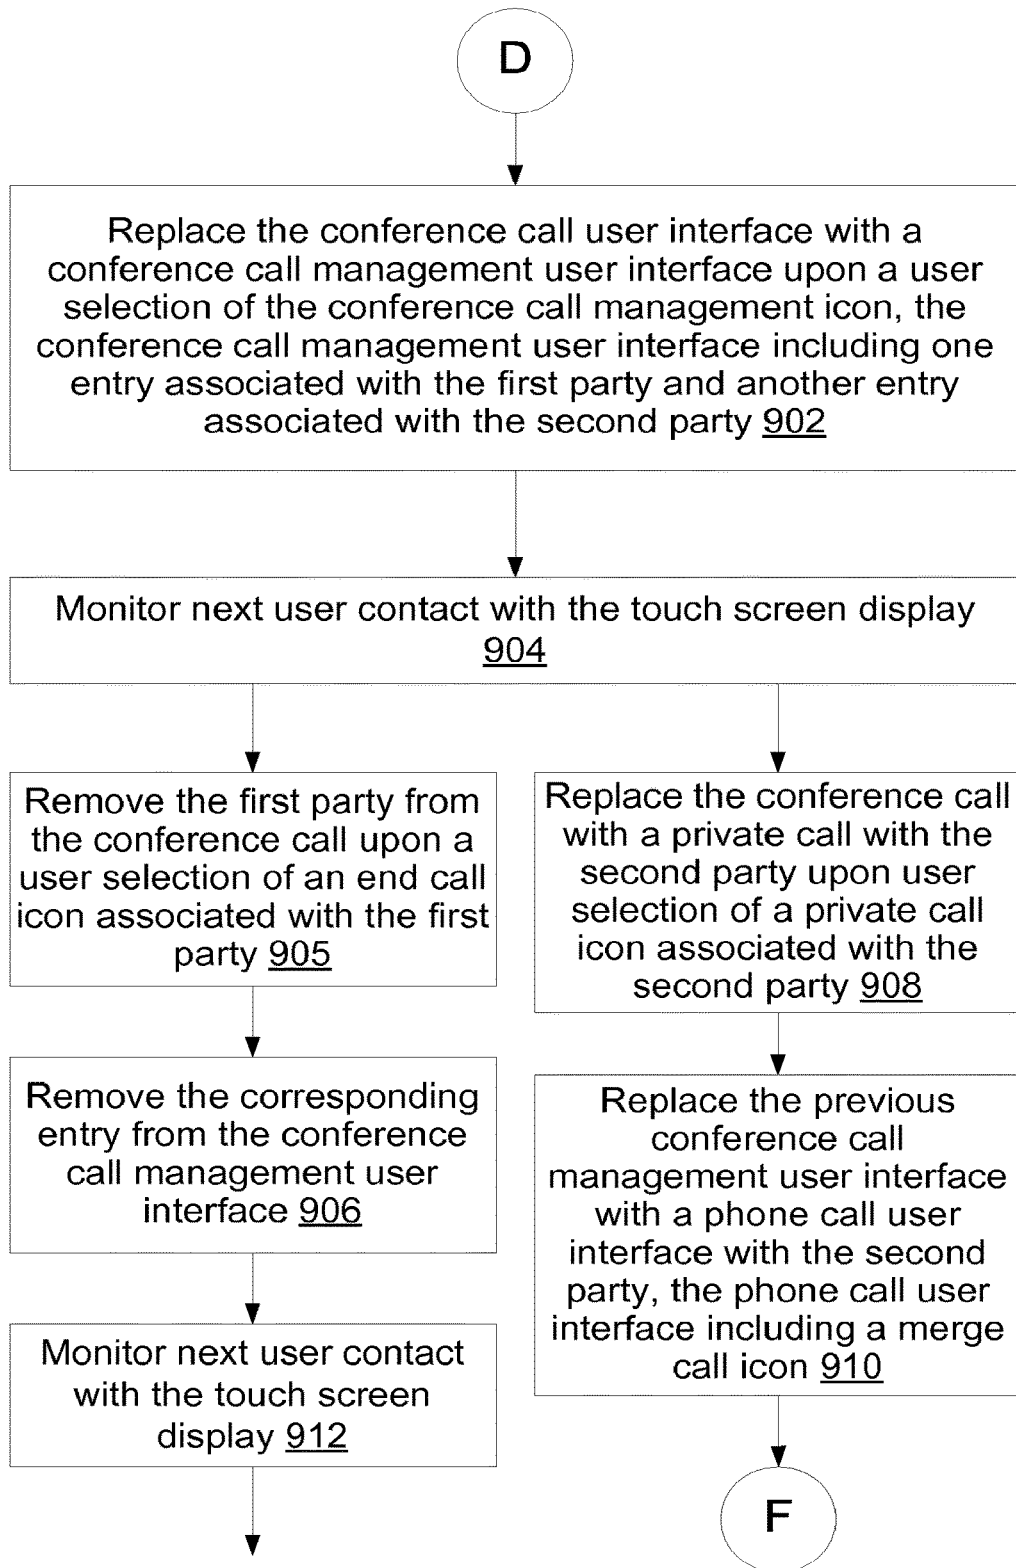 D
Replace the conference call user interface with a
conference call management user interface upon a user
selection of the conference call management icon, the
conference call management user interface including one
entry associated with the first party and another entry
associated with the second party 902
Monitor next user contact with the touch screen display
904
Remove the first party from
the conference call upon a
user selection of an end call
icon associated with the first
party 905
Remove the corresponding
entry from the conference
call management user
interface 906
Monitor next user contact
with the touch screen
display 912
Replace the conference call
with a private call with the
second party upon user
selection of a private call
icon associated with the
second party 908
Replace the previous
conference call
management user interface
with a phone call user
interface with the second
party, the phone call user
interface including a merge
call icon 910
F